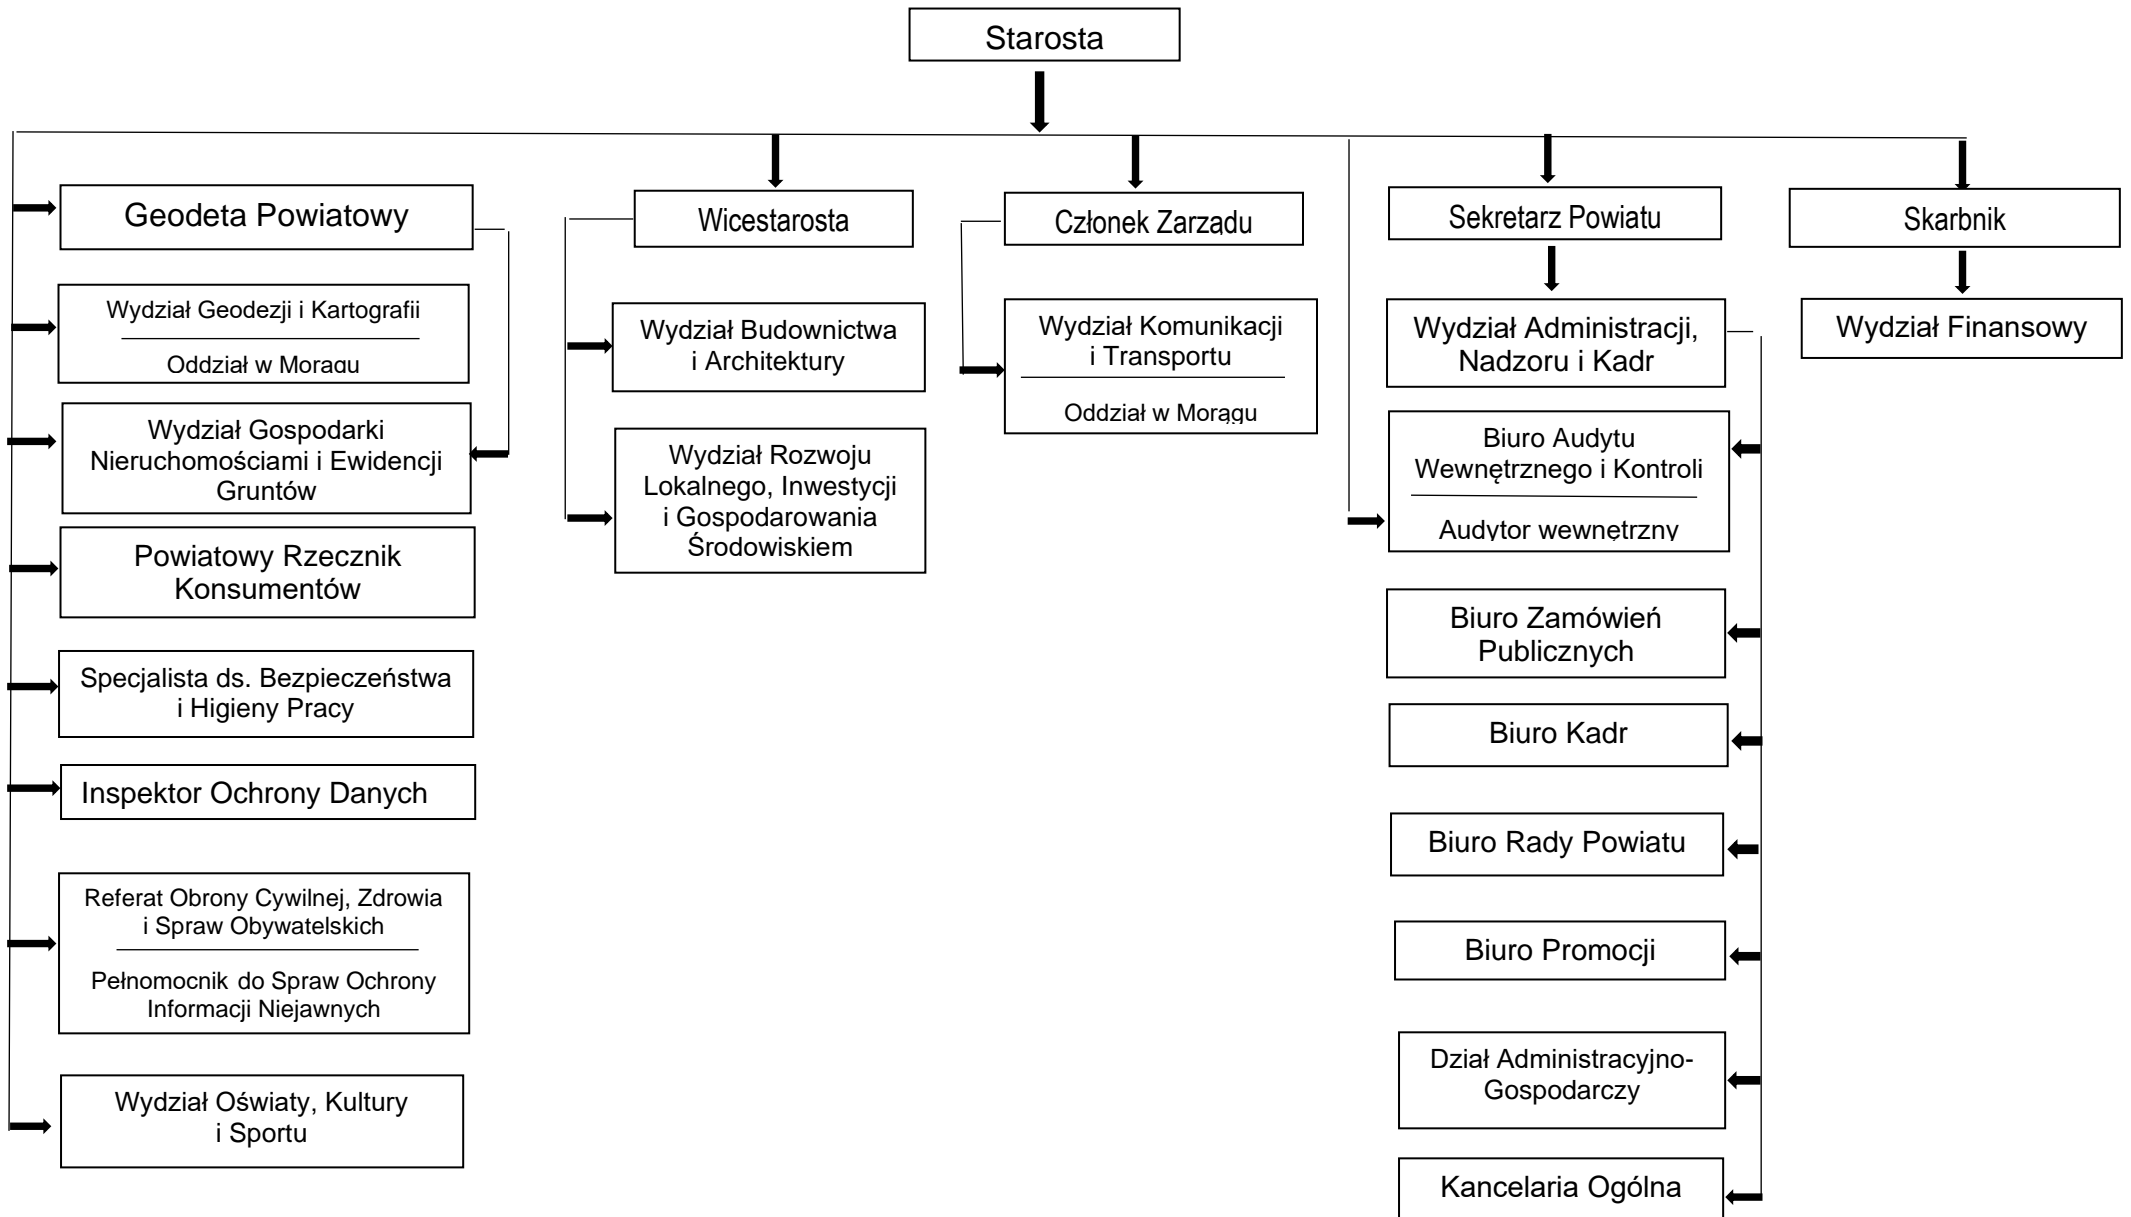 Starosta
Geodeta Powiatowy
Wydział Geodezji i Kartografii
Oddział w Morągu
Wydział Gospodarki
Nieruchomościami i Ewidencji
Gruntów
Powiatowy Rzecznik
Konsumentów
Specjalista ds. Bezpieczeństwa
i Higieny Pracy
Inspektor Ochrony Danych
Referat Obrony Cywilnej, Zdrowia
i Spraw Obywatelskich
Pełnomocnik do Spraw Ochrony
Informacji Niejawnych
Wydział Oświaty, Kultury
i Sportu
Wicestarosta
Wydział Budownictwa
i Architektury
Wydział Rozwoju
Lokalnego, Inwestycji
i Gospodarowania
Środowiskiem
Członek Zarządu
Wydział Komunikacji
i Transportu
Oddział w Morągu
Sekretarz Powiatu
Wydział Administracji,
Nadzoru i Kadr
Biuro Audytu
Wewnętrznego i Kontroli
Audytor wewnętrzny
Biuro Zamówień
Publicznych
Biuro Kadr
Biuro Rady Powiatu
Biuro Promocji
Dział Administracyjno-
Gospodarczy
Kancelaria Ogólna
Skarbnik
Wydział Finansowy